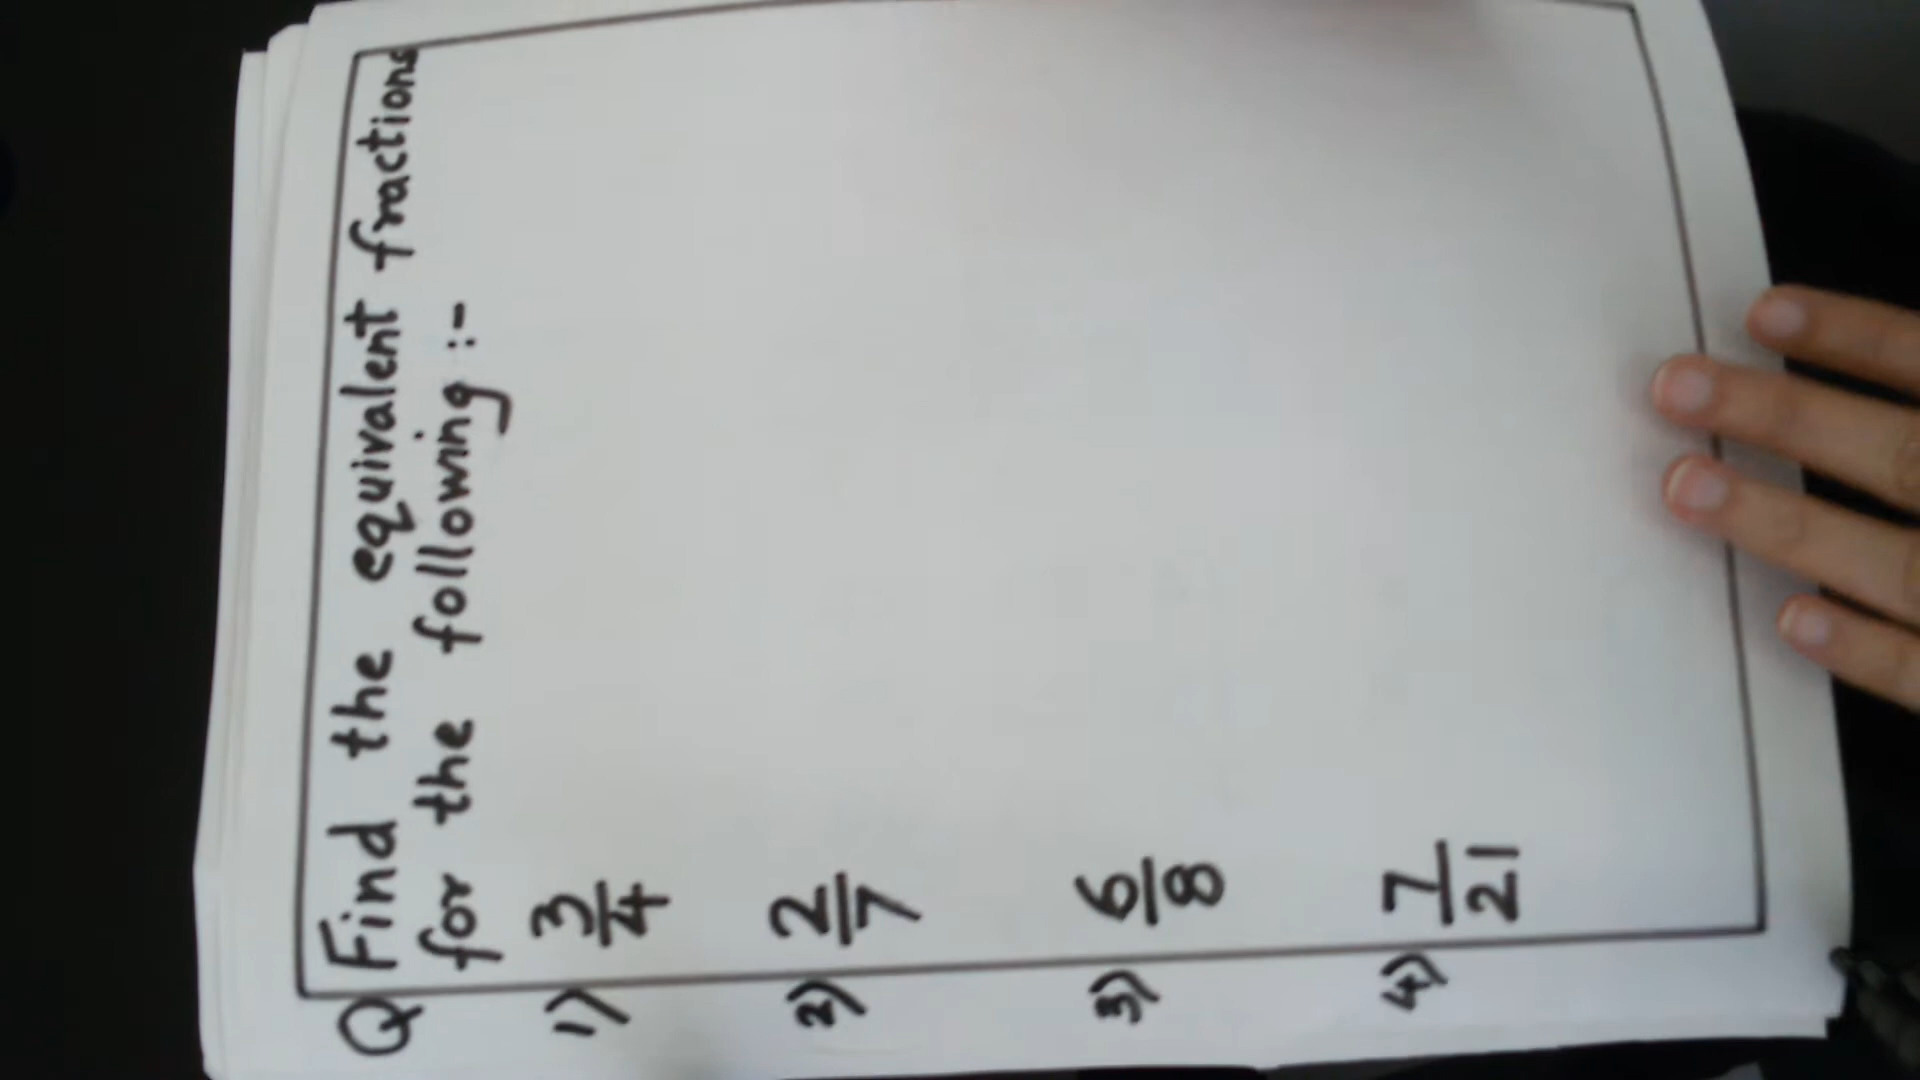 Q Find the equivalent fractions
for the following :-
1) 3/4
2) 2/7
3) 6/8
4) 7/21